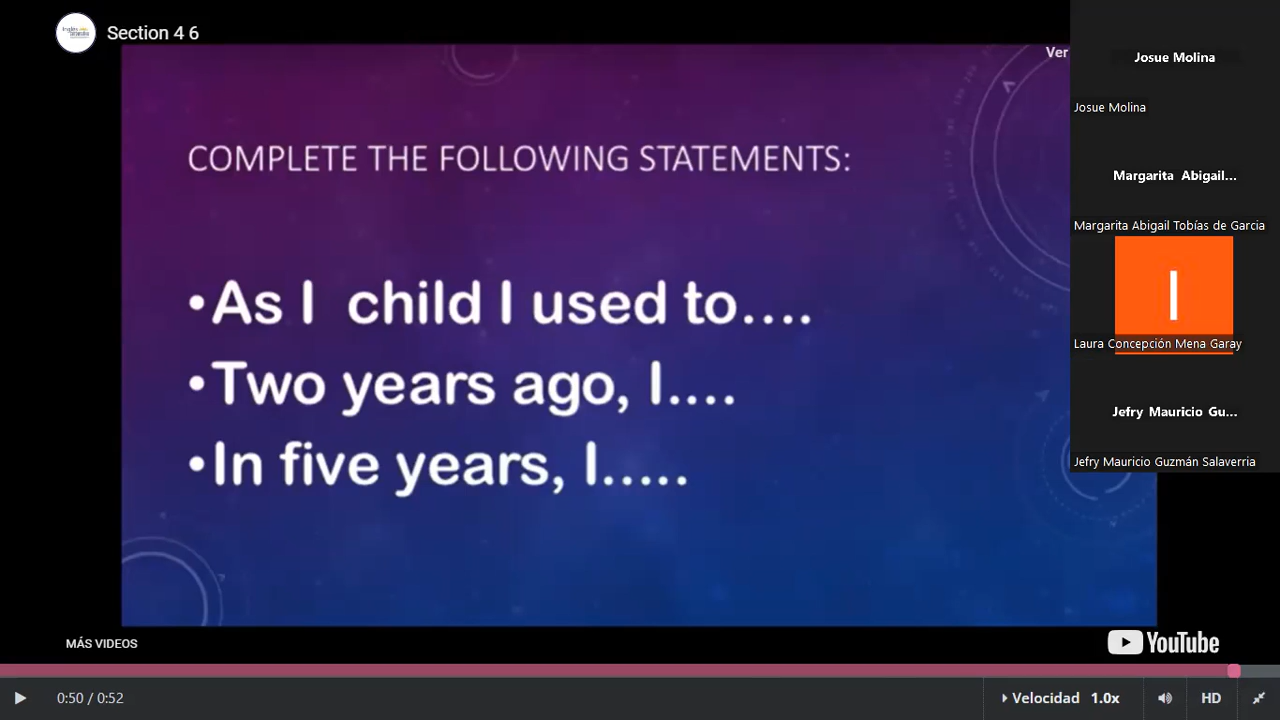 Section 4 6
Ver
COMPLETE THE FOLLOWING STATEMENTS:
•As I child I used to….
•Two years ago, I….
•In five years, I…..
Josue Molina
Josue Molina
Margarita Abigail...
Margarita Abigail Tobías de Garcia
I
Laura Concepción Mena Garay
Jefry Mauricio Gu...
Jefry Mauricio Guzmán Salaverria
MÁS VIDEOS
YouTube
0:50 / 0:52
Velocidad 1.0x
HD